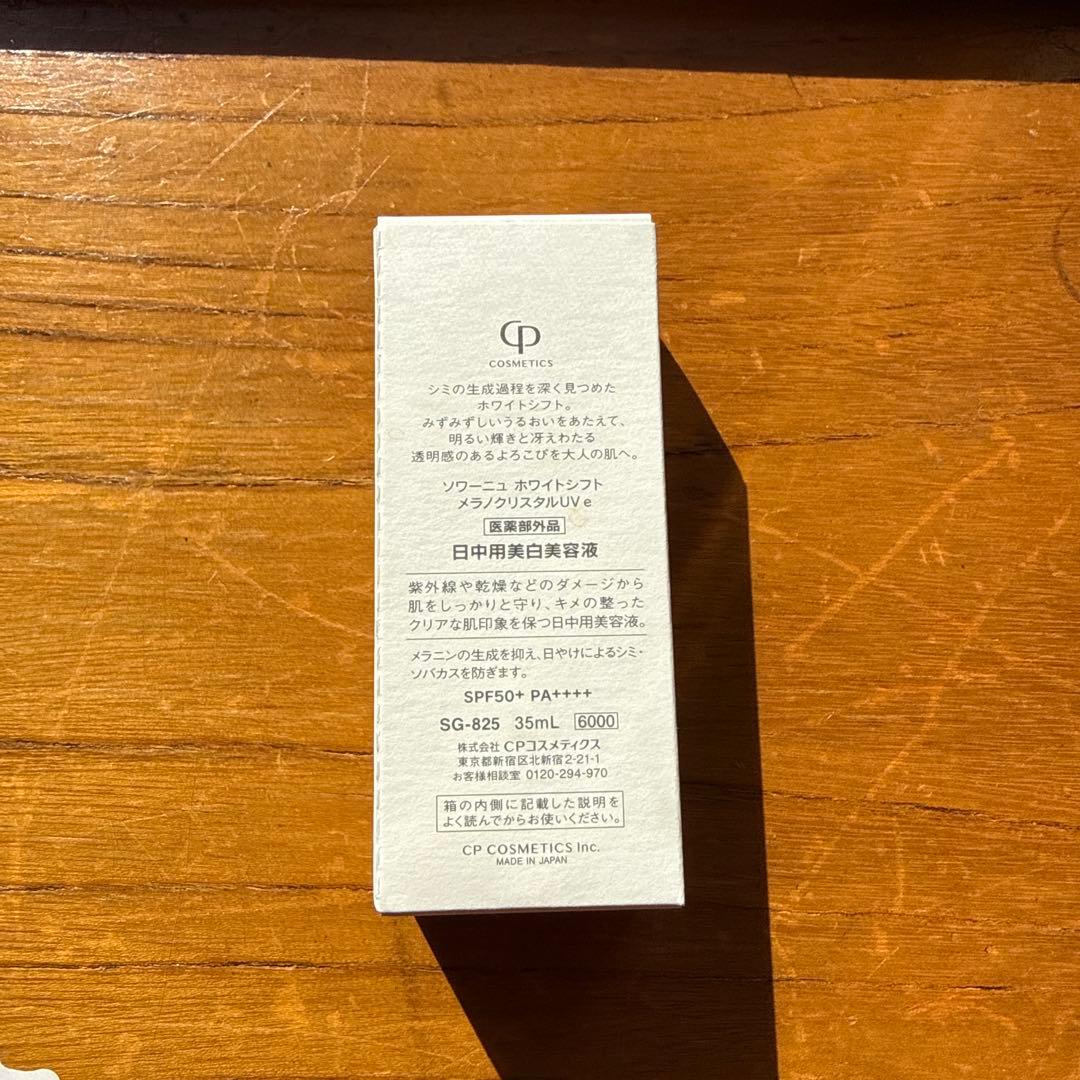 CP
COSMETICS
シミの生成過程を深く見つめた
ホワイトシフト。
みずみずしいうるおいをあたえて、
明るい輝きと冴えわたる
透明感のあるよろこびを大人の肌へ。
ソワーニュ ホワイトシフト
メラノクリスタルUV e
医薬部外品
日中用美白美容液
紫外線や乾燥などのダメージから
肌をしっかりと守り、キメの整った
クリアな肌印象を保つ日中用美容液。
メラニンの生成を抑え、日やけによるシミ・
ソバカスを防ぎます。
SPF50+ PA++++
SG-825 35mL 6000
株式会社 CPコスメティクス
東京都新宿区北新宿2-21-1
お客様相談室 0120-294-970
箱の内側に記載した説明を
よく読んでからお使いください。
CP COSMETICS Inc.
MADE IN JAPAN